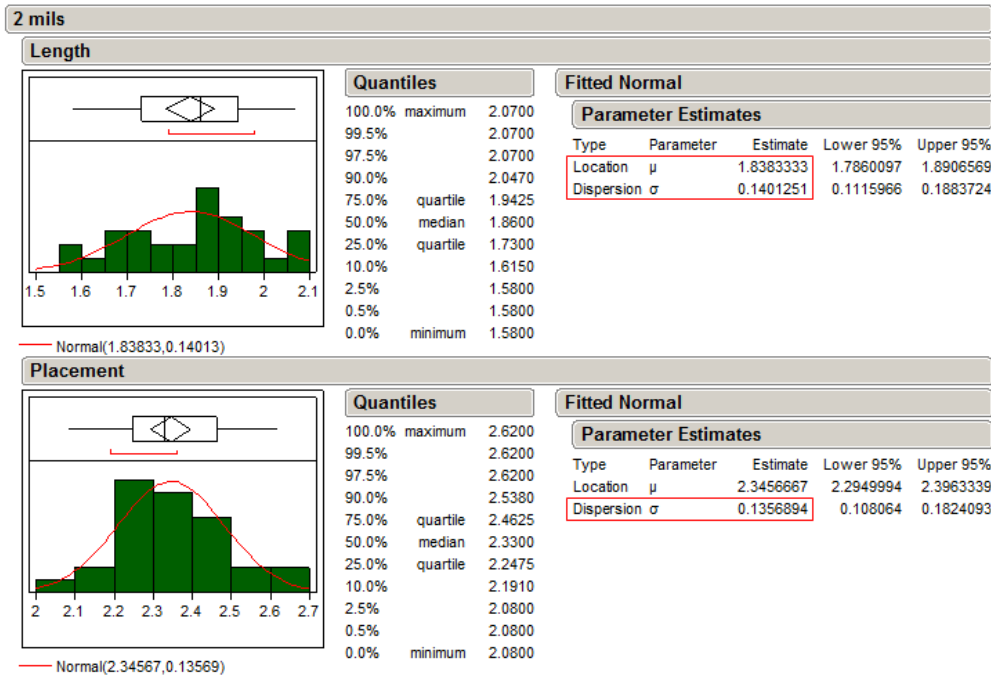 2 mils
Length
Quantiles
100.0% maximum 2.0700
99.5% 2.0700
97.5% 2.0700
90.0% 2.0470
75.0% quartile 1.9425
50.0% median 1.8600
25.0% quartile 1.7300
10.0% 1.6150
2.5% 1.5800
0.5% 1.5800
0.0% minimum 1.5800
Fitted Normal
Parameter Estimates
Type Parameter Estimate Lower 95% Upper 95%
Location μ 1.8383333 1.7860097 1.8906569
Dispersion σ 0.1401251 0.1115966 0.1883724
1.5 1.6 1.7 1.8 1.9 2 2.1
Normal(1.83833,0.14013)
Placement
Quantiles
100.0% maximum 2.6200
99.5% 2.6200
97.5% 2.6200
90.0% 2.5380
75.0% quartile 2.4625
50.0% median 2.3300
25.0% quartile 2.2475
10.0% 2.1910
2.5% 2.0800
0.5% 2.0800
0.0% minimum 2.0800
Fitted Normal
Parameter Estimates
Type Parameter Estimate Lower 95% Upper 95%
Location μ 2.3456667 2.2949994 2.3963339
Dispersion σ 0.1356894 0.108064 0.1824093
2 2.1 2.2 2.3 2.4 2.5 2.6 2.7
Normal(2.34567,0.13569)